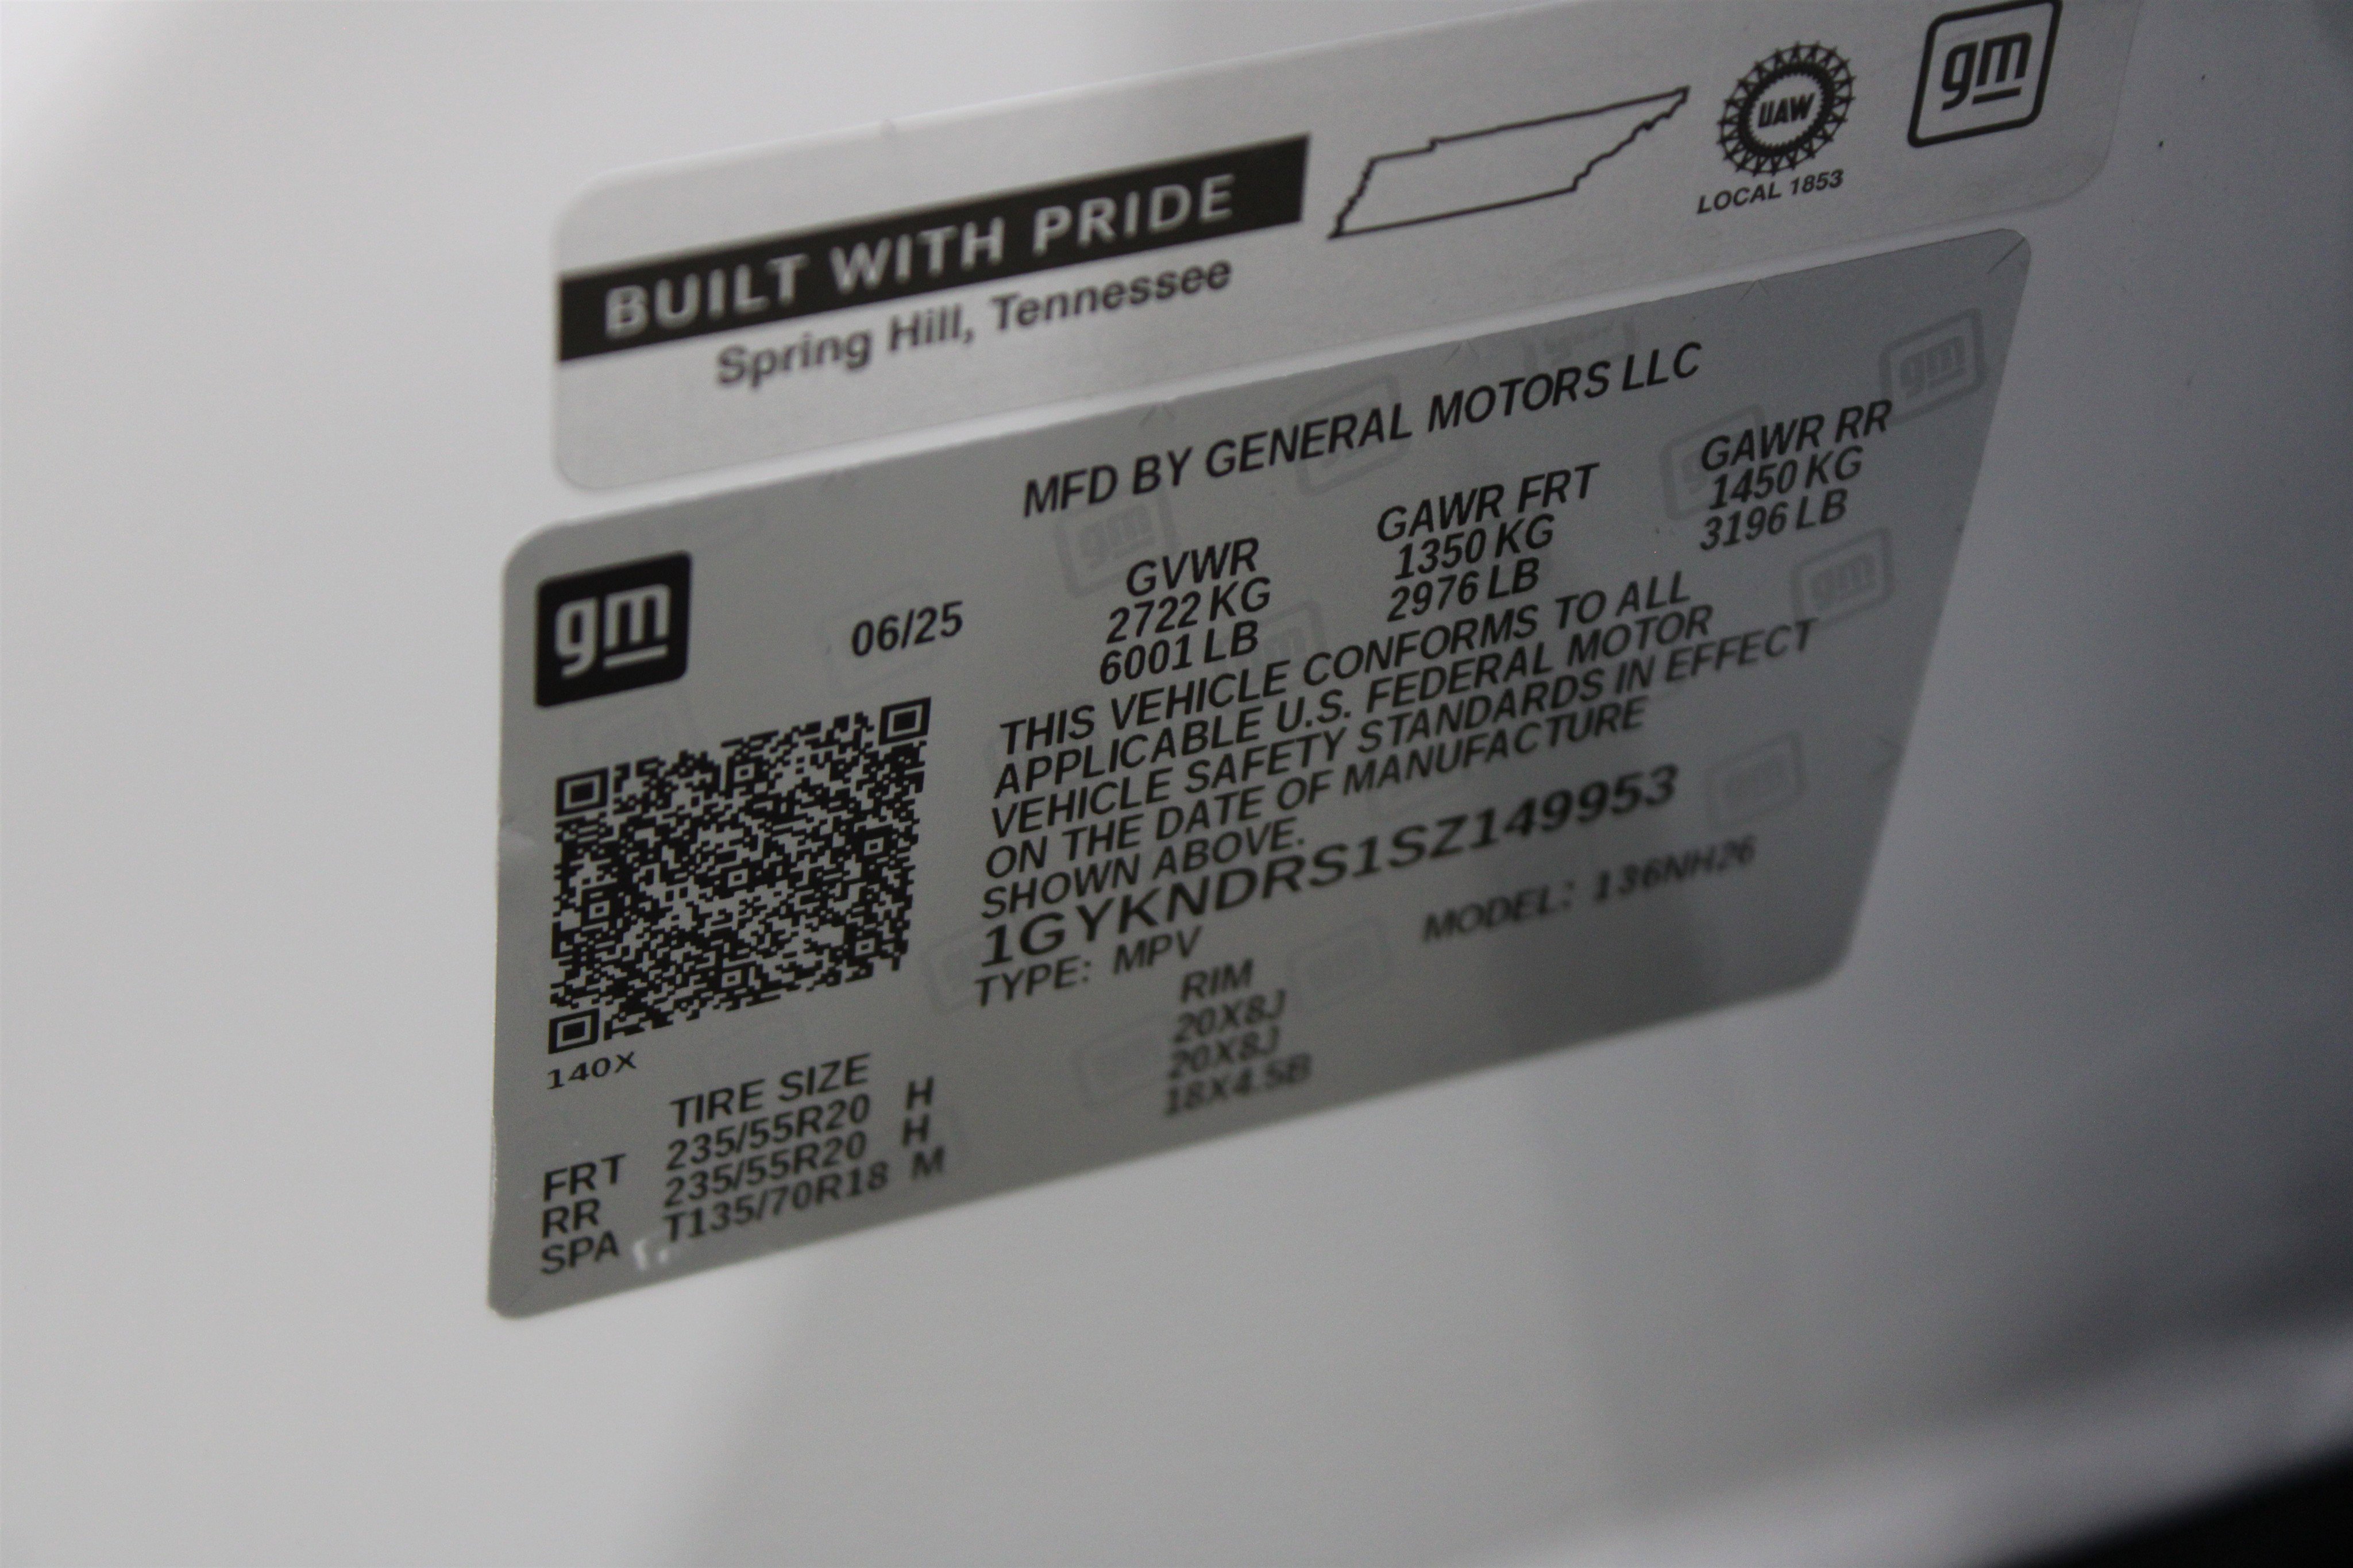 BUILT WITH PRIDE
Spring Hill, Tennessee
UAW
LOCAL 1853
gm
MFD BY GENERAL MOTORS LLC
gm
06/25
GVWR GAWR FRT GAWR RR
2722 KG 1350 KG 1450 KG
6001 LB 2976 LB 3196 LB
THIS VEHICLE CONFORMS TO ALL
APPLICABLE U.S. FEDERAL MOTOR
VEHICLE SAFETY STANDARDS IN EFFECT
ON THE DATE OF MANUFACTURE
SHOWN ABOVE.
1GYKNDRS1SZ149953
TYPE: MPV MODEL: 136NH26
140X
TIRE SIZE RIM
FRT 235/55R20 H 20X8J
RR 235/55R20 H 20X8J
SPA T135/70R18 M 18X4.5B